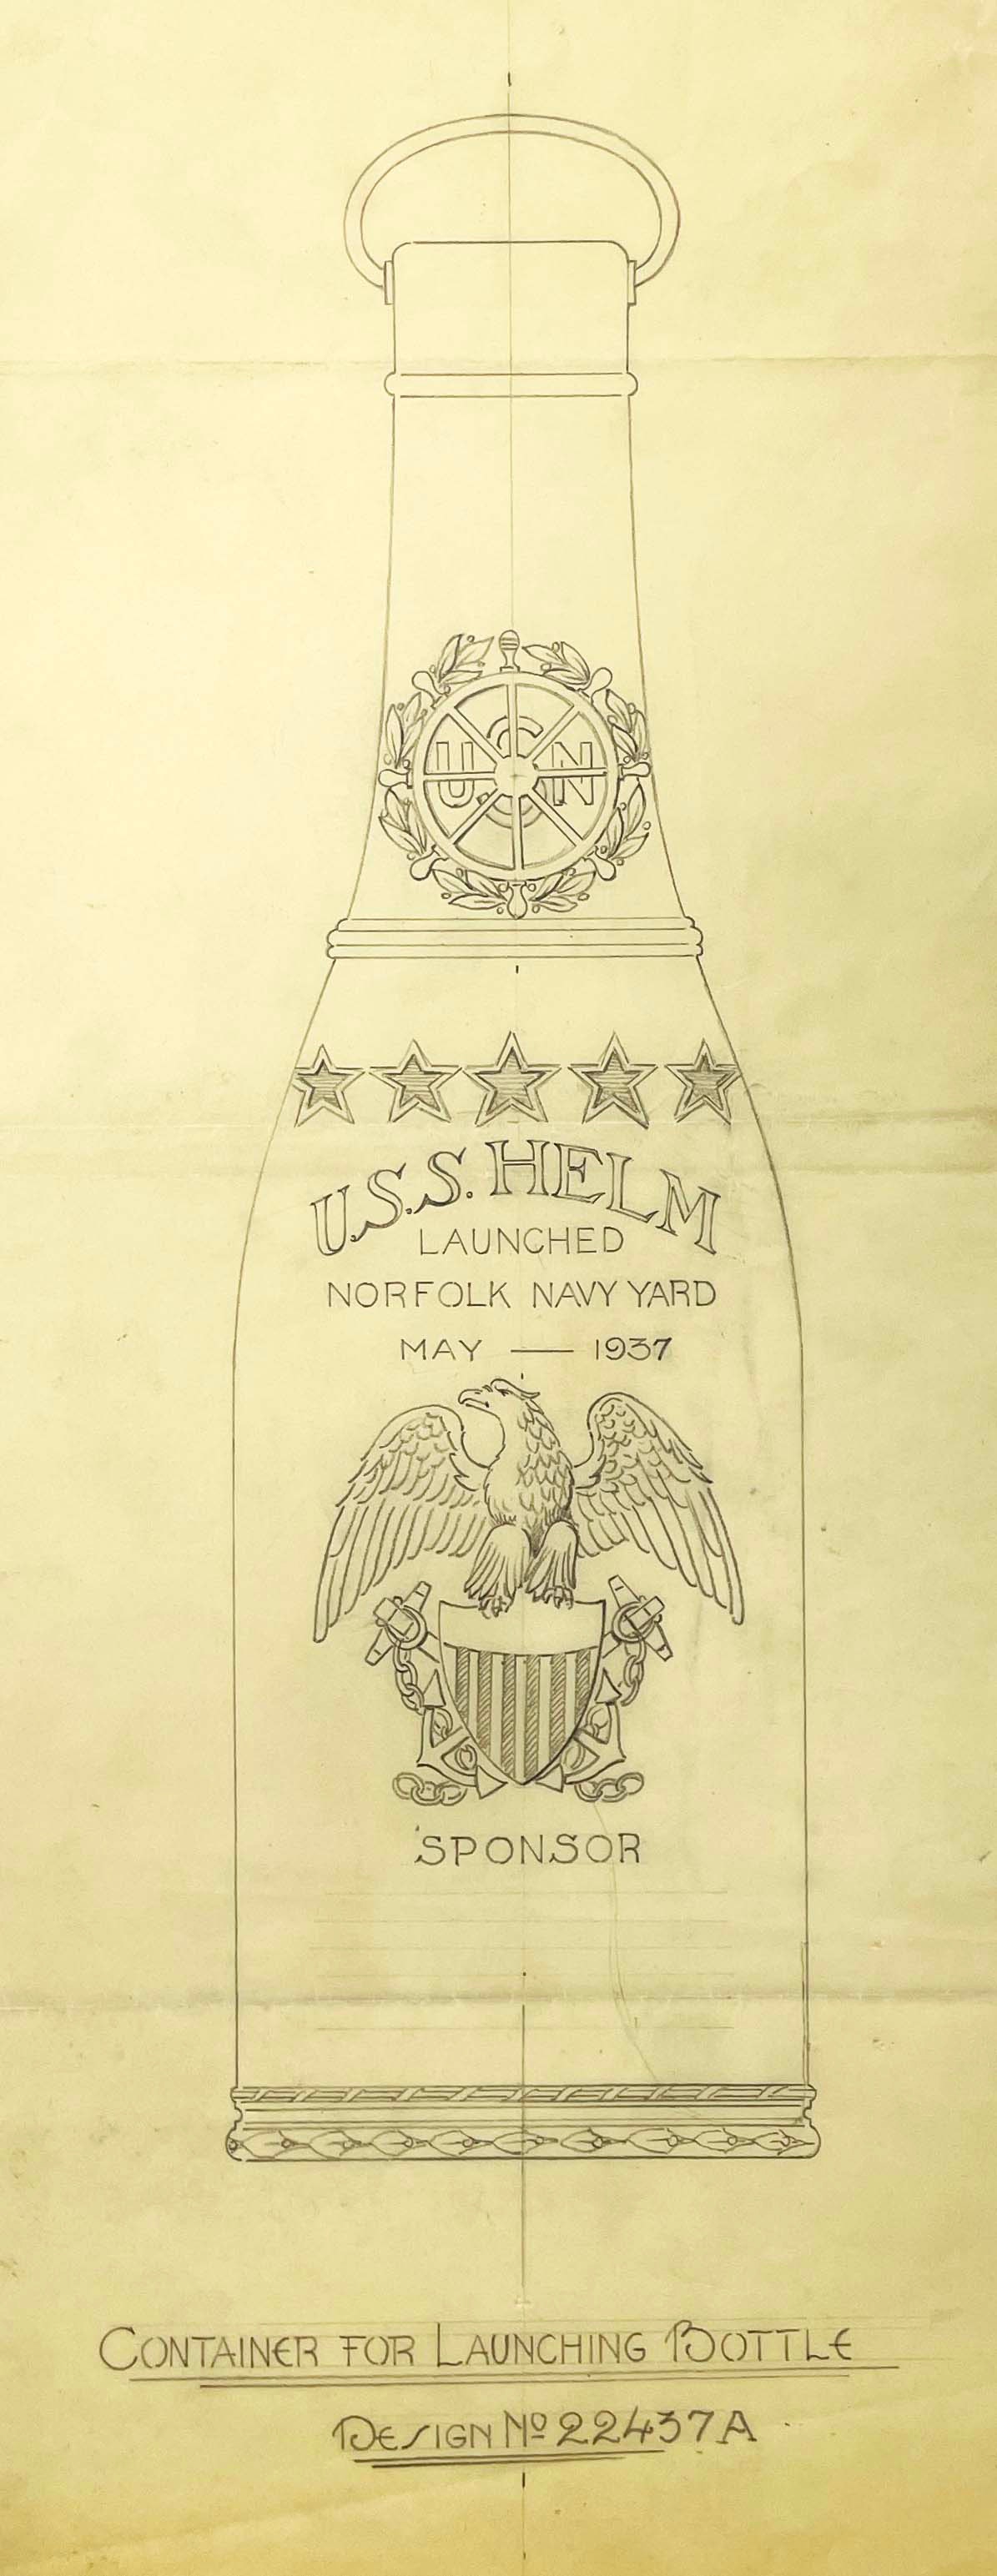 U.S.N
U.S.S. HELM
LAUNCHED
NORFOLK NAVY YARD
MAY — 1937
SPONSOR
CONTAINER FOR LAUNCHING BOTTLE
DESIGN No 22437A